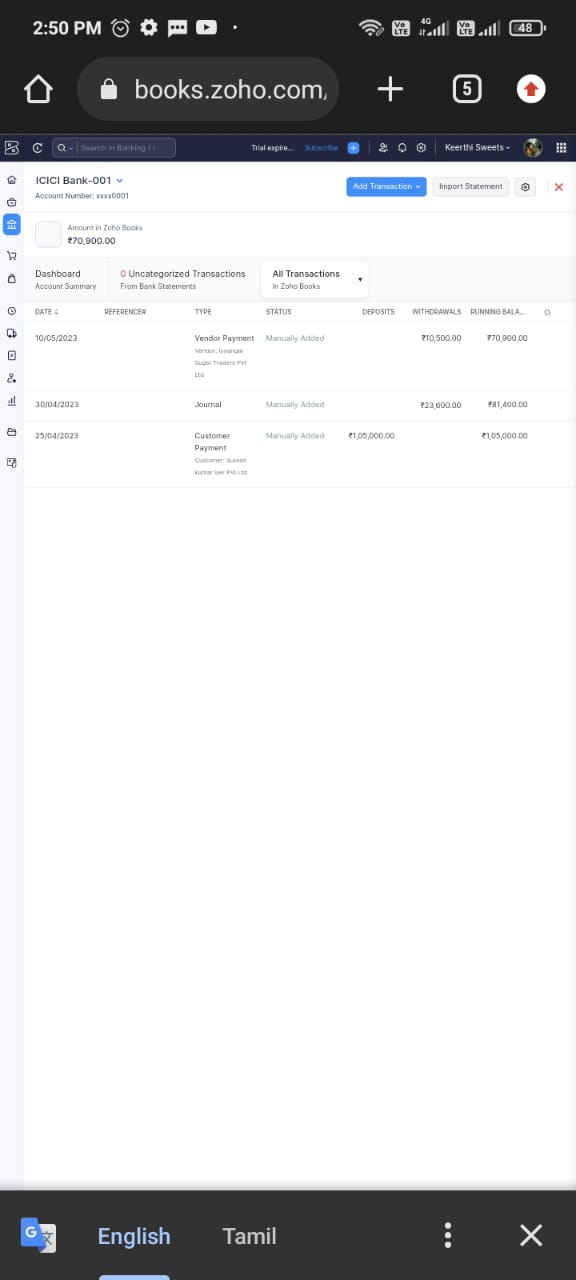 2:50 PM
Vo LTE 4G Vo LTE 48
books.zoho.com,
5
Search in Banking ( / Trial expire... Subscribe Keerthi Sweets
ICICI Bank-001
Account Number: xxxx0001
Add Transaction Import Statement
Amount in Zoho Books
₹70,900.00
Dashboard
Account Summary
0 Uncategorized Transactions
From Bank Statements
All Transactions
In Zoho Books
DATE REFERENCE# TYPE STATUS DEPOSITS WITHDRAWALS RUNNING BALA...
10/05/2023 Vendor Payment Manually Added ₹10,500.00 ₹70,900.00
Vendor: Iyyangar
Sugar Traders Pvt
Ltd
30/04/2023 Journal Manually Added ₹23,600.00 ₹81,400.00
25/04/2023 Customer Manually Added ₹1,05,000.00 ₹1,05,000.00
Payment
Customer: Suresh
kumar Iyer Pvt Ltd
G 文 English Tamil